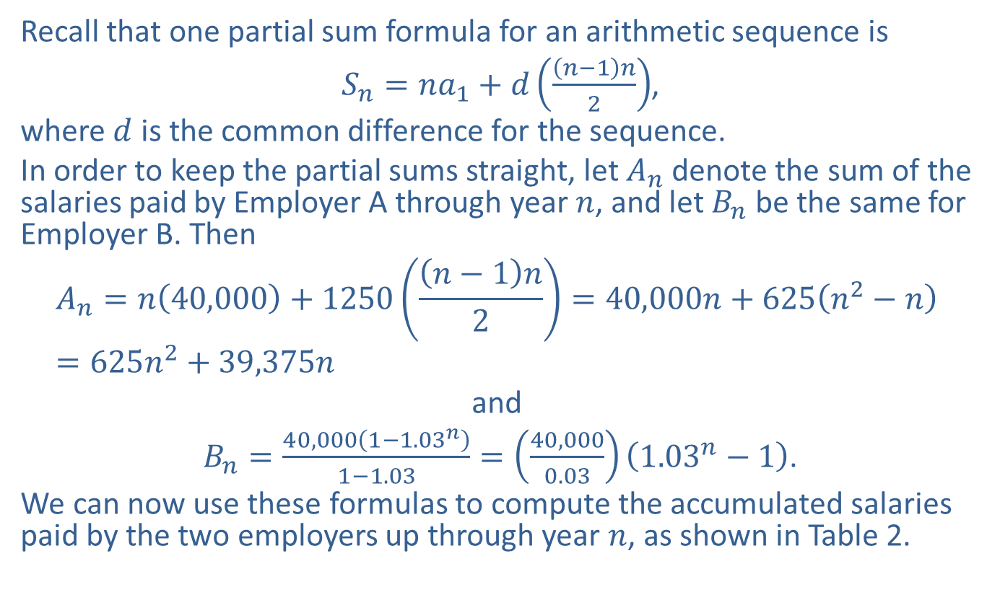 Recall that one partial sum formula for an arithmetic sequence is
$S_n = na_1 + d\left(\frac{(n-1)n}{2}\right),$
where $d$ is the common difference for the sequence.
In order to keep the partial sums straight, let $A_n$ denote the sum of the
salaries paid by Employer A through year $n$, and let $B_n$ be the same for
Employer B. Then
$A_n = n(40{,}000) + 1250\left(\frac{(n-1)n}{2}\right) = 40{,}000n + 625(n^2 - n)$
$= 625n^2 + 39{,}375n$
and
$B_n = \frac{40{,}000(1-1.03^n)}{1-1.03} = \left(\frac{40{,}000}{0.03}\right)(1.03^n - 1).$
We can now use these formulas to compute the accumulated salaries
paid by the two employers up through year $n$, as shown in Table 2.